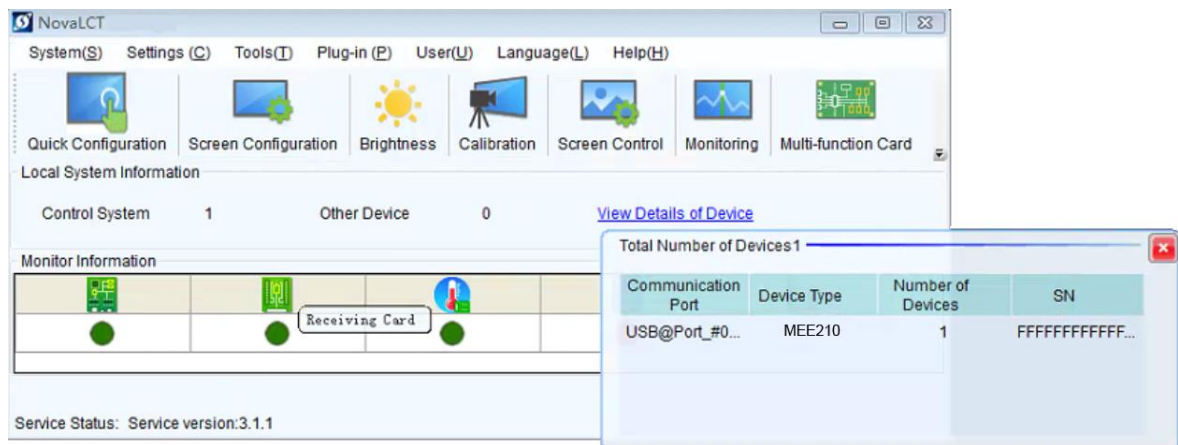 NovaLCT
System(S) Settings (C) Tools(T) Plug-in (P) User(U) Language(L) Help(H)
Quick Configuration Screen Configuration Brightness Calibration Screen Control Monitoring Multi-function Card
Local System Information
Control System 1 Other Device 0 View Details of Device
Monitor Information
Receiving Card
Service Status: Service version:3.1.1
Total Number of Devices1
Communication Port Device Type Number of Devices SN
USB@Port_#0... MEE210 1 FFFFFFFFFFFFF...